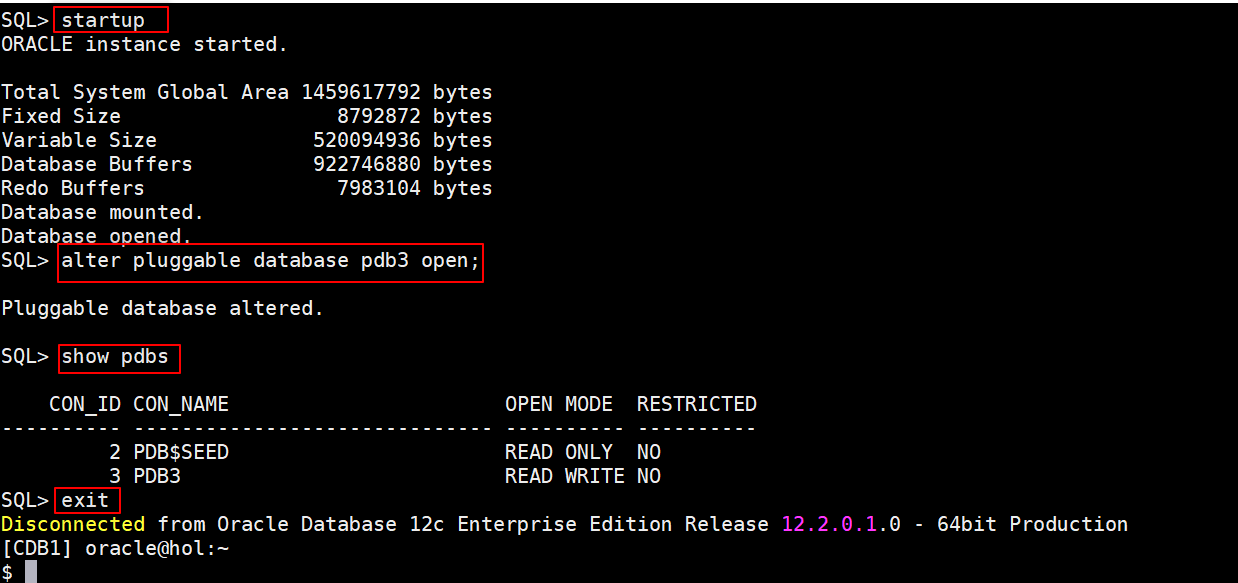 SQL> startup
ORACLE instance started.
Total System Global Area 1459617792 bytes
Fixed Size                  8792872 bytes
Variable Size             520094936 bytes
Database Buffers          922746880 bytes
Redo Buffers                7983104 bytes
Database mounted.
Database opened.
SQL> alter pluggable database pdb3 open;
Pluggable database altered.
SQL> show pdbs
    CON_ID CON_NAME                       OPEN MODE  RESTRICTED
---------- ------------------------------ ---------- ----------
         2 PDB$SEED                       READ ONLY  NO
         3 PDB3                           READ WRITE NO
SQL> exit
Disconnected from Oracle Database 12c Enterprise Edition Release 12.2.0.1.0 - 64bit Production
[CDB1] oracle@hol:~
$